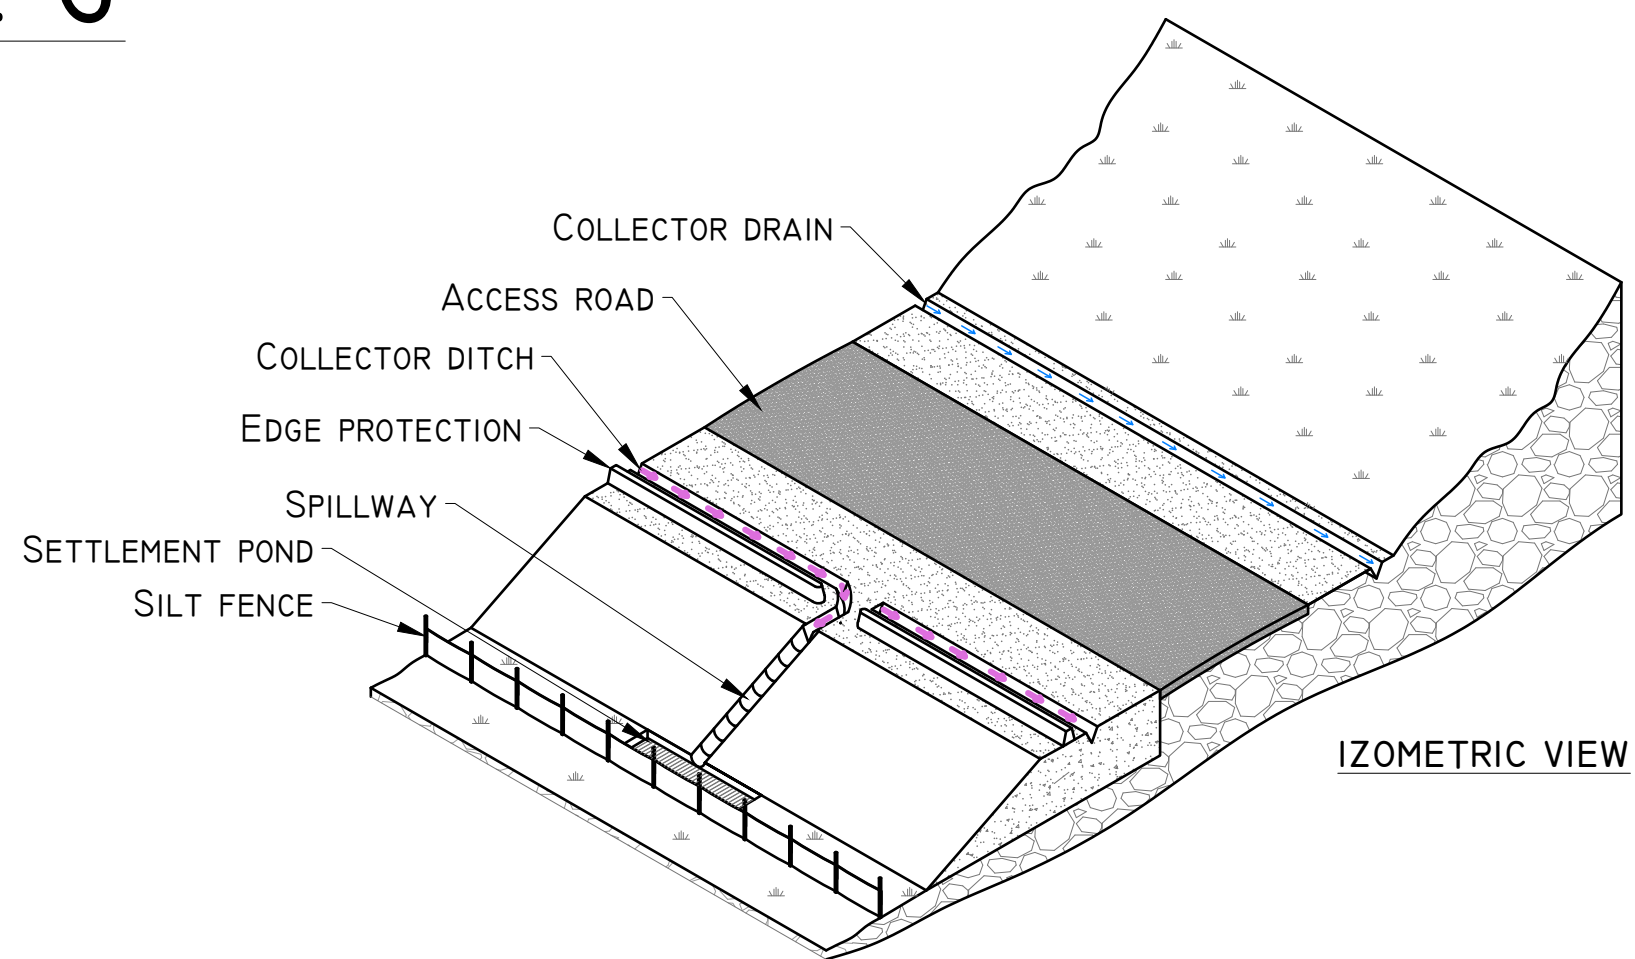 COLLECTOR DRAIN
ACCESS ROAD
COLLECTOR DITCH
EDGE PROTECTION
SPILLWAY
SETTLEMENT POND
SILT FENCE
IZOMETRIC VIEW